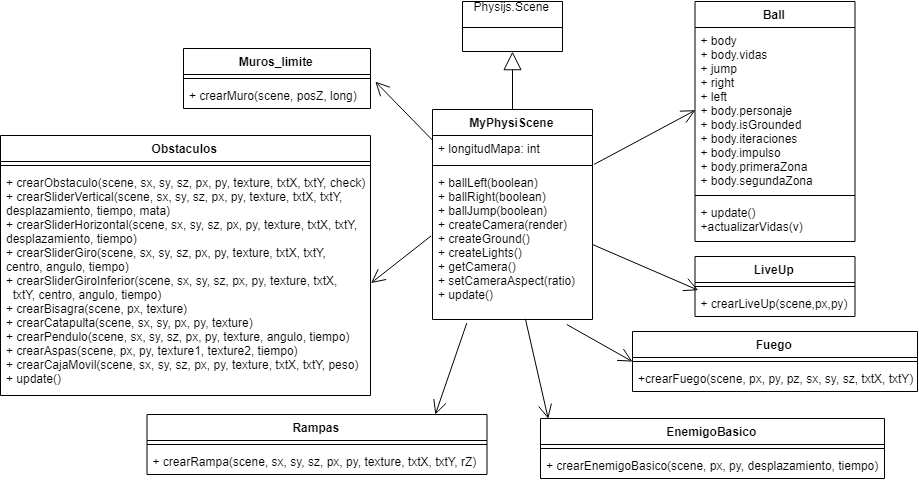 Physijs.Scene
Ball
+ body
+ body.vidas
+ jump
+ right
+ left
+ body.personaje
+ body.isGrounded
+ body.iteraciones
+ body.impulso
+ body.primeraZona
+ body.segundaZona
+ update()
+actualizarVidas(v)
Muros_limite
+ crearMuro(scene, posZ, long)
MyPhysiScene
+ longitudMapa: int
+ ballLeft(boolean)
+ ballRight(boolean)
+ ballJump(boolean)
+ createCamera(render)
+ createGround()
+ createLights()
+ getCamera()
+ setCameraAspect(ratio)
+ update()
Obstaculos
+ crearObstaculo(scene, sx, sy, sz, px, py, texture, txtX, txtY, check)
+ crearSliderVertical(scene, sx, sy, sz, px, py, texture, txtX, txtY,
desplazamiento, tiempo, mata)
+ crearSliderHorizontal(scene, sx, sy, sz, px, py, texture, txtX, txtY,
desplazamiento, tiempo)
+ crearSliderGiro(scene, sx, sy, sz, px, py, texture, txtX, txtY,
centro, angulo, tiempo)
+ crearSliderGiroInferior(scene, sx, sy, sz, px, py, texture, txtX,
txtY, centro, angulo, tiempo)
+ crearBisagra(scene, px, texture)
+ crearCatapulta(scene, sx, sy, px, py, texture)
+ crearPendulo(scene, sx, sy, sz, px, py, texture, angulo, tiempo)
+ crearAspas(scene, px, py, texture1, texture2, tiempo)
+ crearCajaMovil(scene, sx, sy, sz, px, py, texture, txtX, txtY, peso)
+ update()
LiveUp
+ crearLiveUp(scene,px,py)
Fuego
+crearFuego(scene, px, py, pz, sx, sy, sz, txtX, txtY)
Rampas
+ crearRampa(scene, sx, sy, sz, px, py, texture, txtX, txtY, rZ)
EnemigoBasico
+ crearEnemigoBasico(scene, px, py, desplazamiento, tiempo)